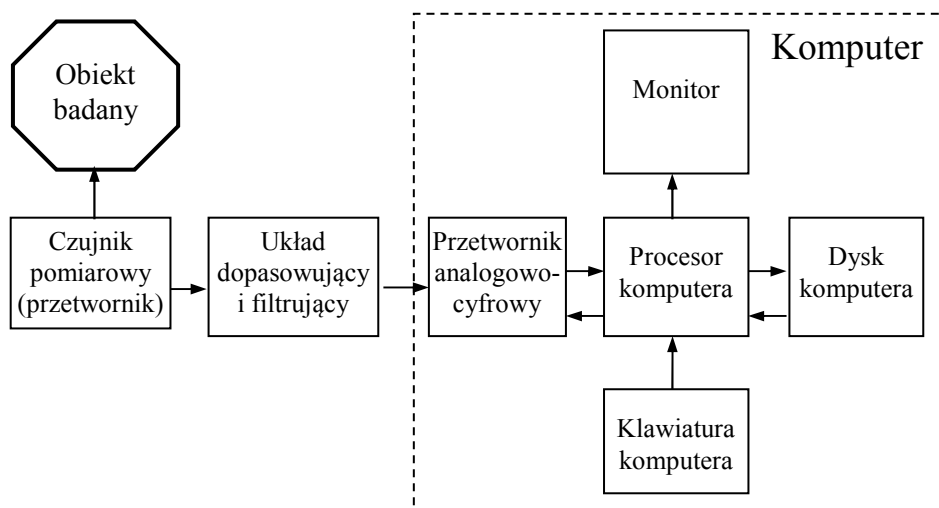 Komputer
Obiekt
badany
Monitor
Czujnik
pomiarowy
(przetwornik)
Układ
dopasowujący
i filtrujący
Przetwornik
analogowo-
cyfrowy
Procesor
komputera
Dysk
komputera
Klawiatura
komputera